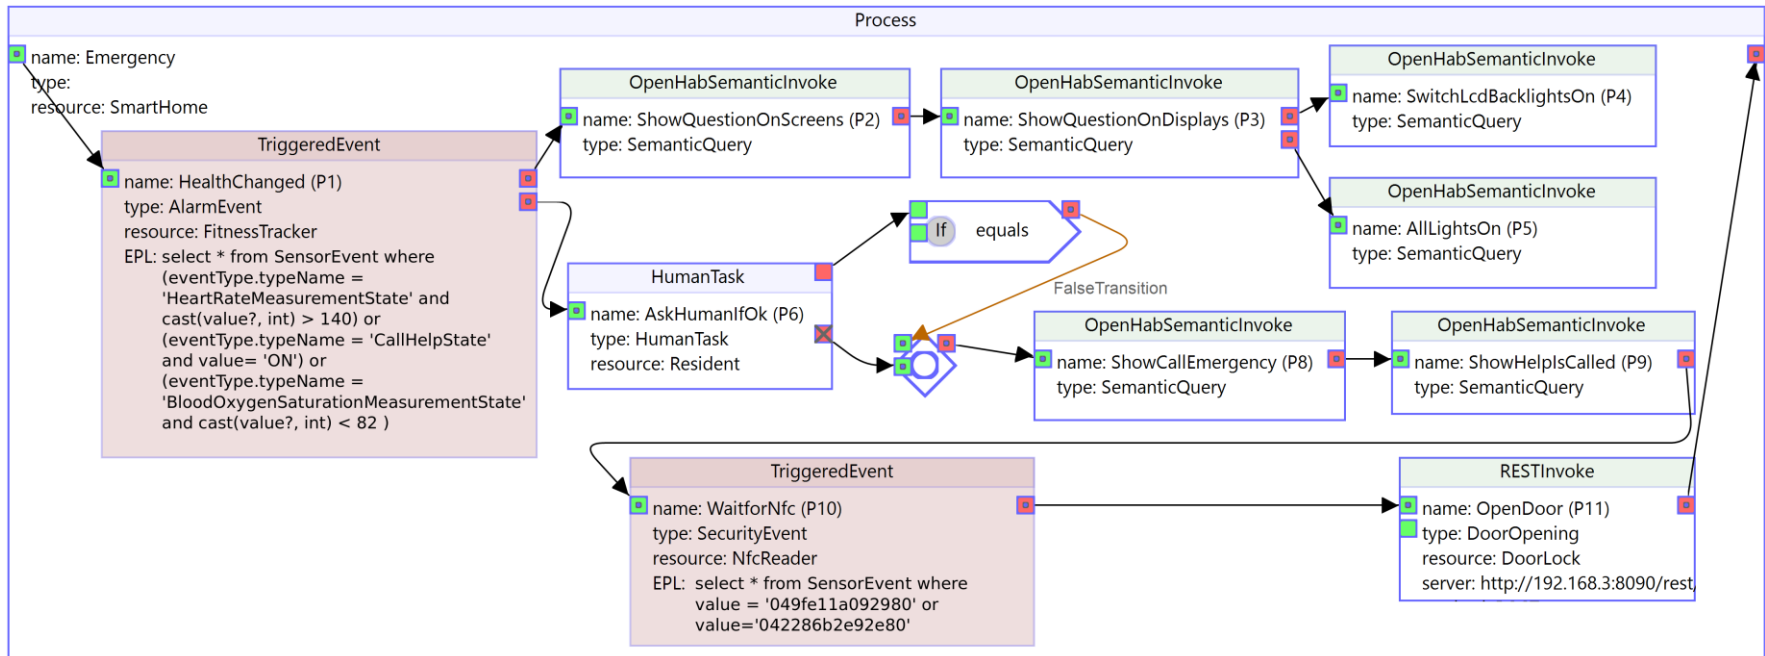 Process
name: Emergency
type:
resource: SmartHome
TriggeredEvent
name: HealthChanged (P1)
type: AlarmEvent
resource: FitnessTracker
EPL: select * from SensorEvent where
(eventType.typeName =
'HeartRateMeasurementState' and
cast(value?, int) > 140) or
(eventType.typeName = 'CallHelpState'
and value= 'ON') or
(eventType.typeName =
'BloodOxygenSaturationMeasurementState'
and cast(value?, int) < 82 )
OpenHabSemanticInvoke
name: ShowQuestionOnScreens (P2)
type: SemanticQuery
OpenHabSemanticInvoke
name: ShowQuestionOnDisplays (P3)
type: SemanticQuery
OpenHabSemanticInvoke
name: SwitchLcdBacklightsOn (P4)
type: SemanticQuery
OpenHabSemanticInvoke
name: AllLightsOn (P5)
type: SemanticQuery
If equals
FalseTransition
HumanTask
name: AskHumanIfOk (P6)
type: HumanTask
resource: Resident
OpenHabSemanticInvoke
name: ShowCallEmergency (P8)
type: SemanticQuery
OpenHabSemanticInvoke
name: ShowHelpIsCalled (P9)
type: SemanticQuery
TriggeredEvent
name: WaitforNfc (P10)
type: SecurityEvent
resource: NfcReader
EPL: select * from SensorEvent where
value = '049fe11a092980' or
value='042286b2e92e80'
RESTInvoke
name: OpenDoor (P11)
type: DoorOpening
resource: DoorLock
server: http://192.168.3:8090/rest/